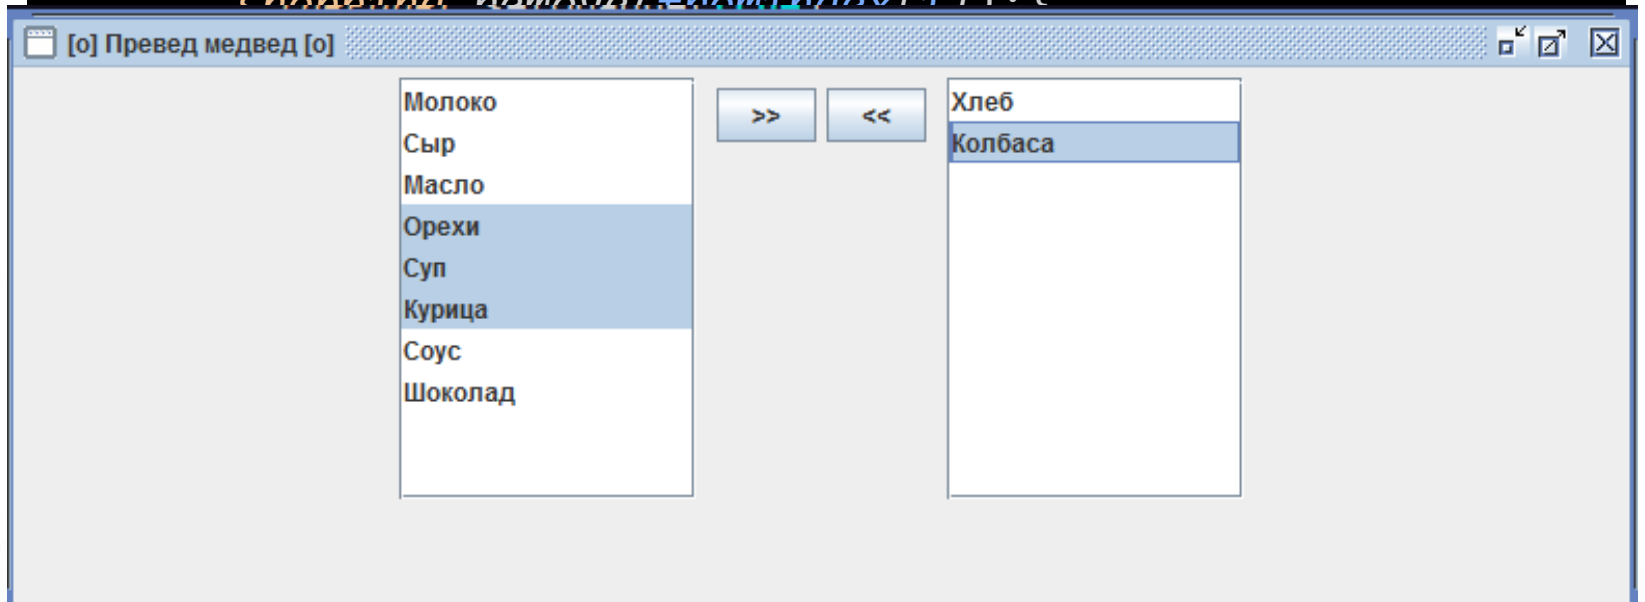 [o] Превед медвед [o]
Молоко
Сыр
Масло
Орехи
Суп
Курица
Соус
Шоколад
>>
<<
Хлеб
Колбаса